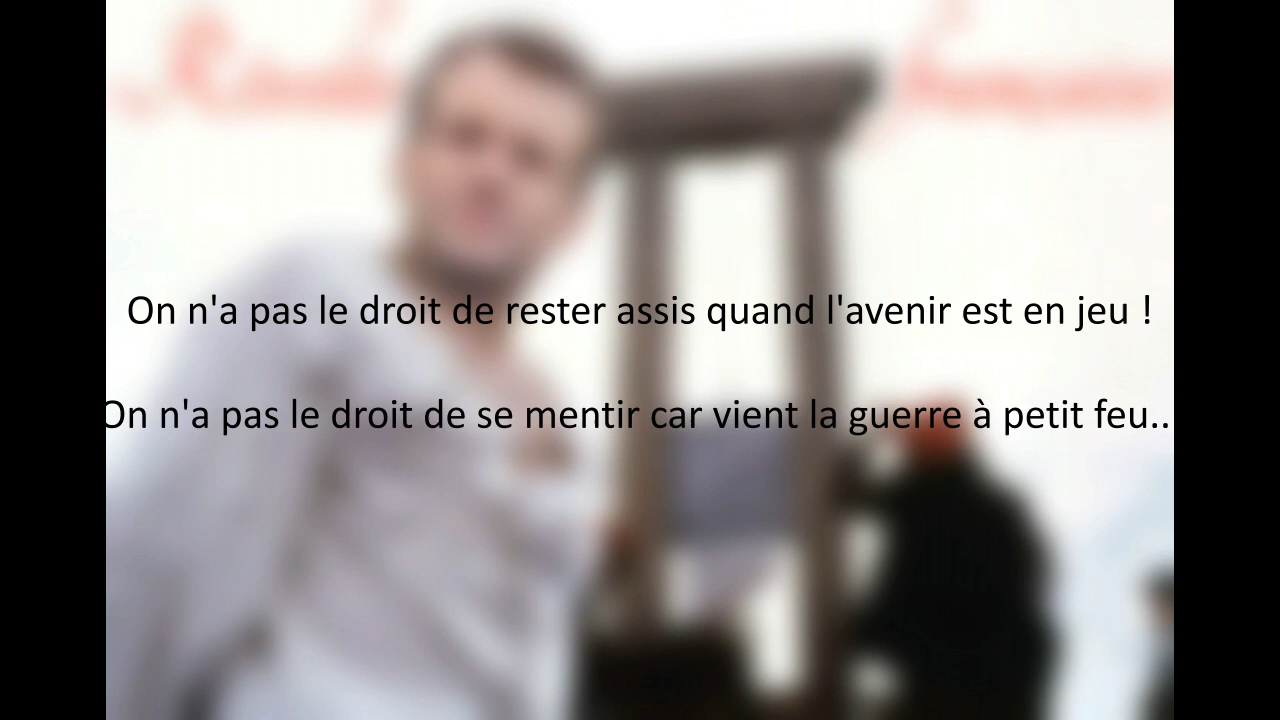 On n'a pas le droit de rester assis quand l'avenir est en jeu !
On n'a pas le droit de se mentir car vient la guerre à petit feu..